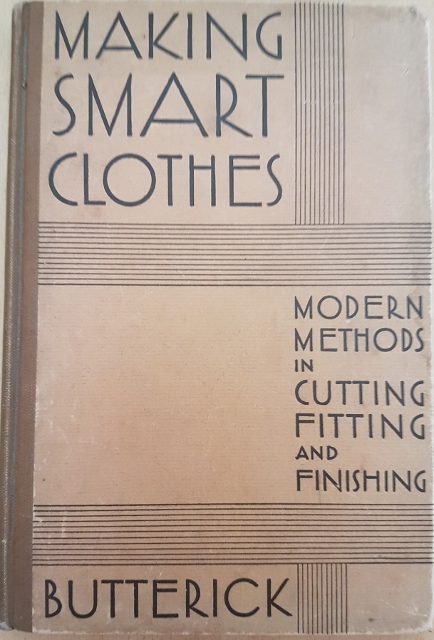 MAKING
SMART
CLOTHES
MODERN
METHODS
IN
CUTTING
FITTING
AND
FINISHING
BUTTERICK